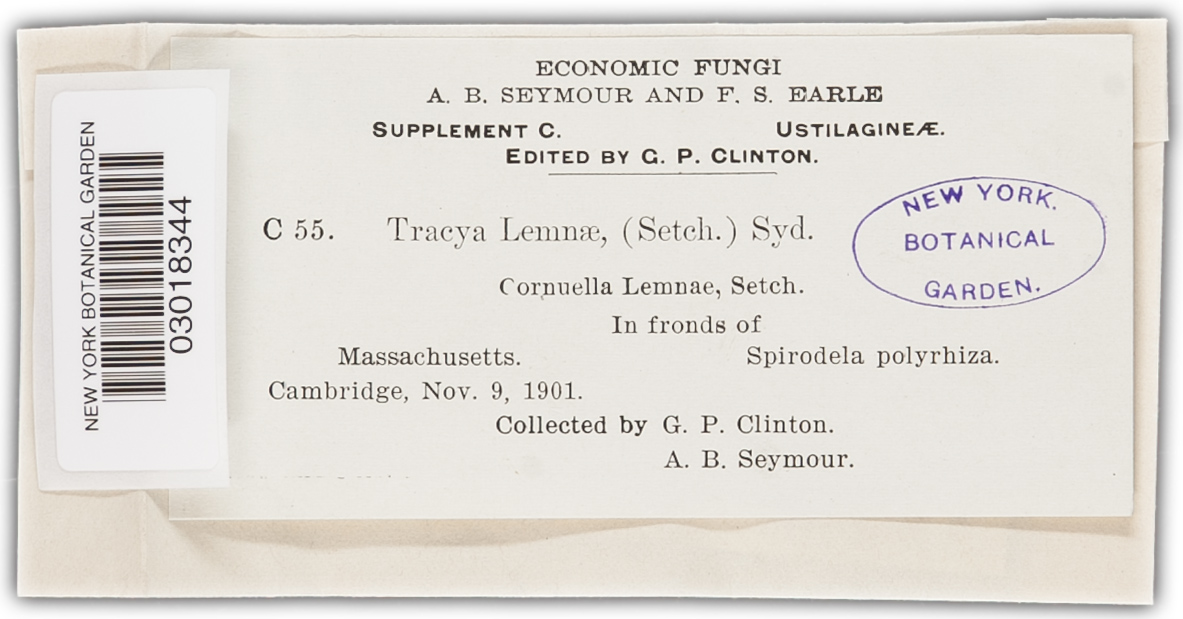 ECONOMIC FUNGI
A. B. SEYMOUR AND F. S. EARLE
SUPPLEMENT C. USTILAGINEÆ.
EDITED BY G. P. CLINTON.
C 55. Tracya Lemnæ, (Setch.) Syd.
Cornuella Lemnae, Setch.
In fronds of
Massachusetts. Spirodela polyrhiza.
Cambridge, Nov. 9, 1901.
Collected by G. P. Clinton.
A. B. Seymour.
NEW YORK.
BOTANICAL
GARDEN.
NEW YORK BOTANICAL GARDEN
03018344